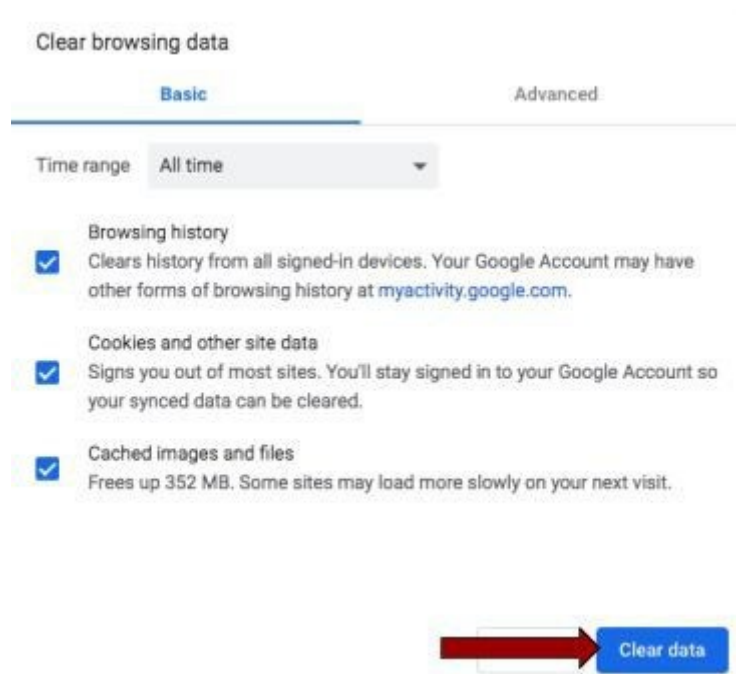 Clear browsing data
Basic
Advanced
Time range
All time
Browsing history
Clears history from all signed-in devices. Your Google Account may have
other forms of browsing history at myactivity.google.com.
Cookies and other site data
Signs you out of most sites. You'll stay signed in to your Google Account so
your synced data can be cleared.
Cached images and files
Frees up 352 MB. Some sites may load more slowly on your next visit.
Clear data